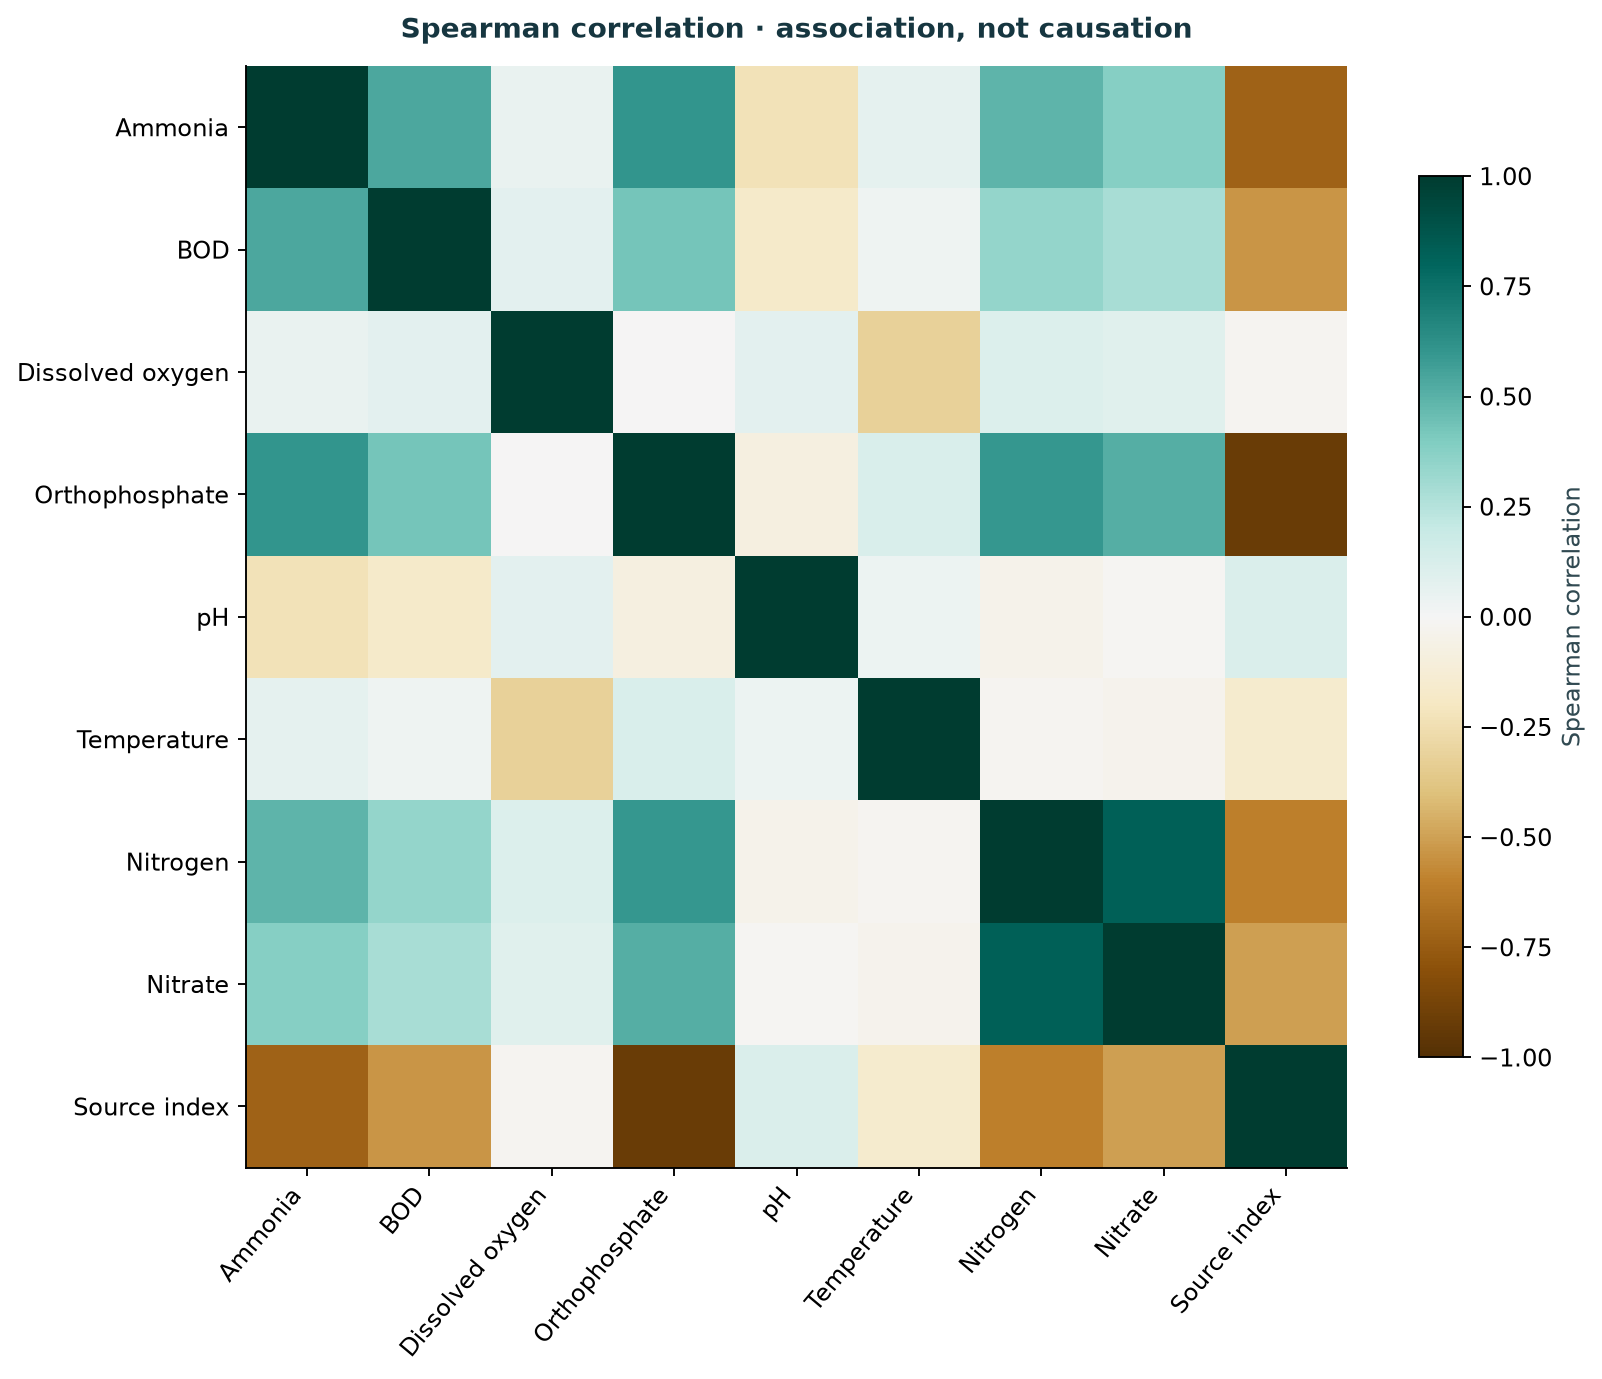 Spearman correlation · association, not causation
Ammonia
BOD
Dissolved oxygen
Orthophosphate
pH
Temperature
Nitrogen
Nitrate
Source index
Ammonia
BOD
Dissolved oxygen
Orthophosphate
pH
Temperature
Nitrogen
Nitrate
Source index
1.00
0.75
0.50
0.25
0.00
−0.25
−0.50
−0.75
−1.00
Spearman correlation